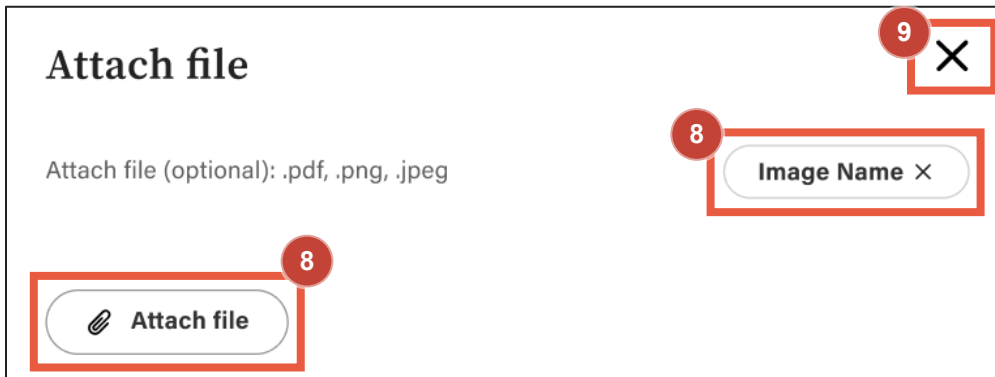 9
Attach file
8
Attach file (optional): .pdf, .png, .jpeg
Image Name ×
8
Attach file